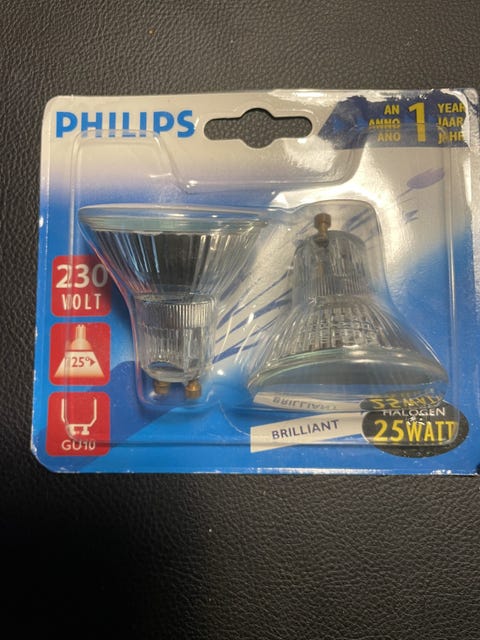 PHILIPS
AN 1 YEAR
ANNO JAAR
ANO JAHR
230
VOLT
25°
GU10
BRILLIANT
HALOGEN
25WATT